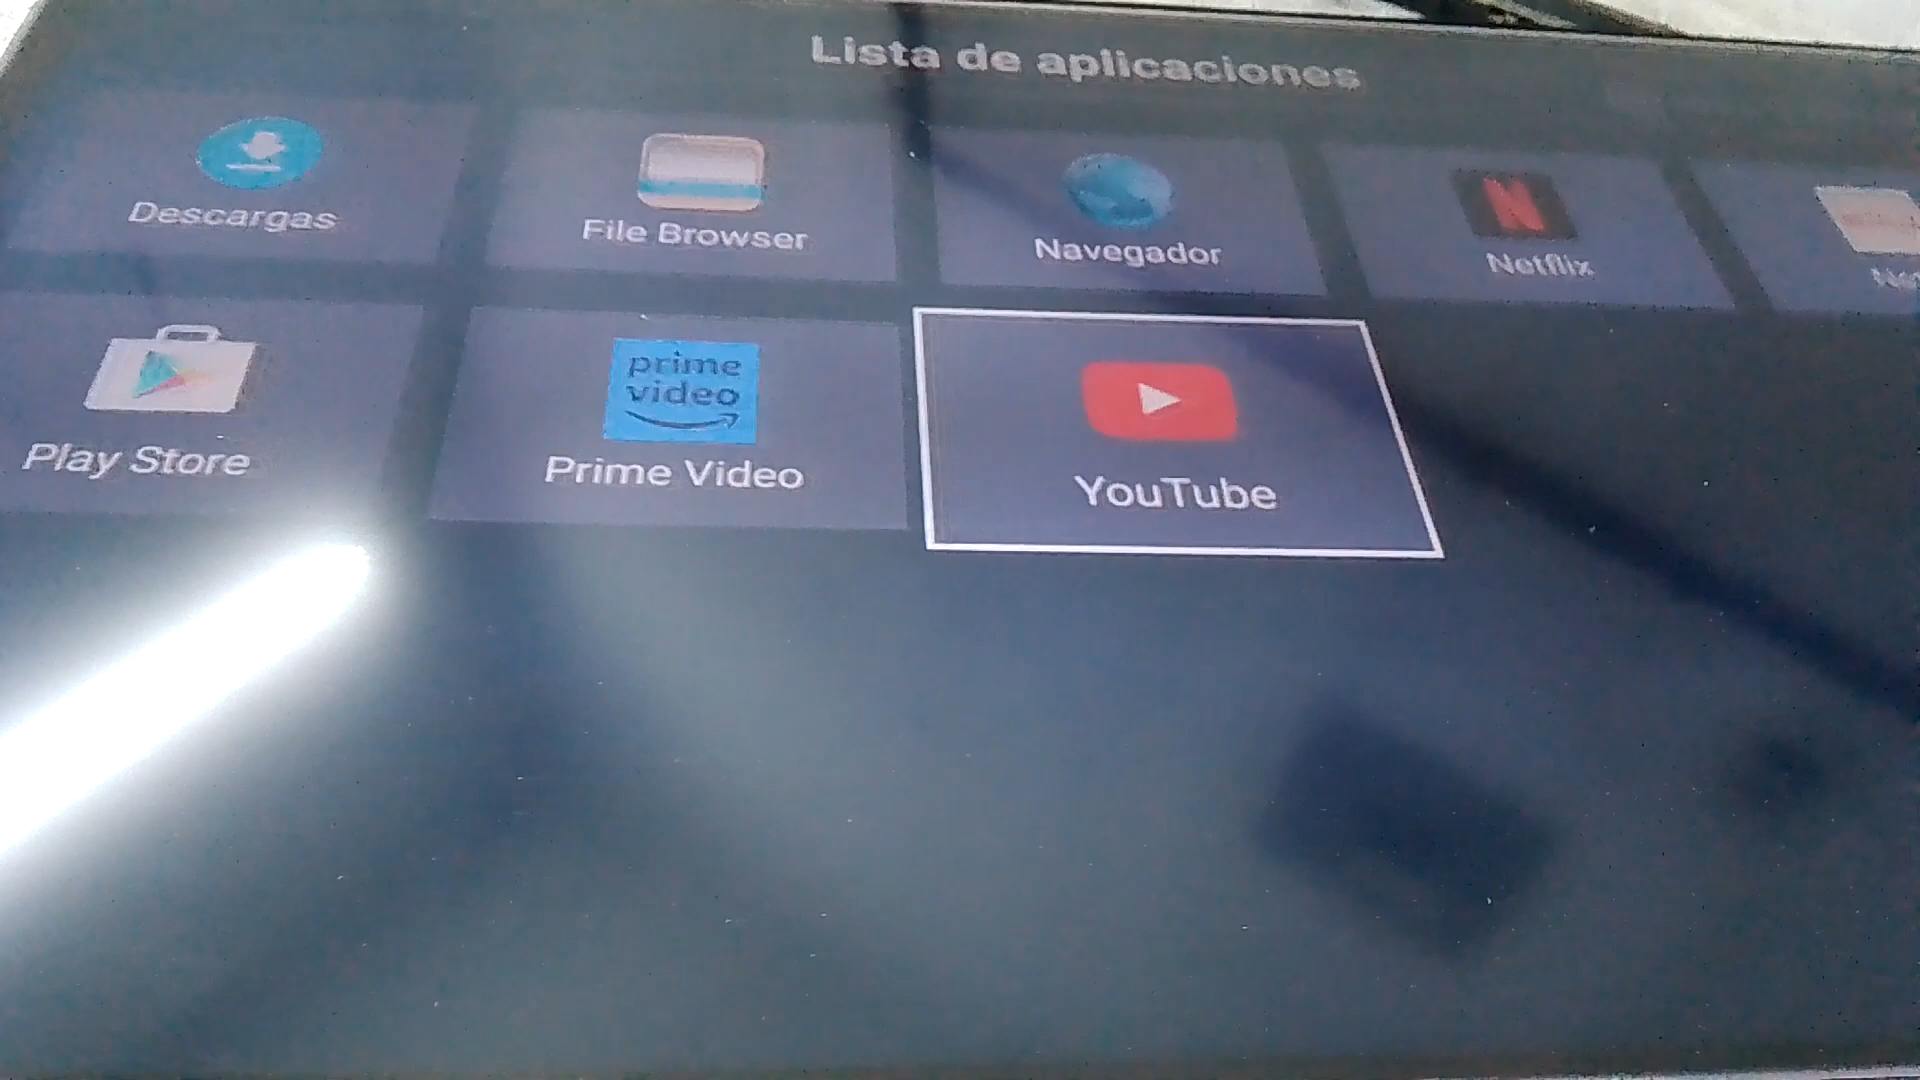 Lista de aplicaciones
Descargas
File Browser
Navegador
Netflix
Play Store
prime
video
Prime Video
YouTube